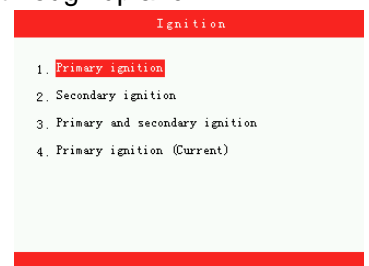 Ignition
1. Primary ignition
2. Secondary ignition
3. Primary and secondary ignition
4. Primary ignition (Current)